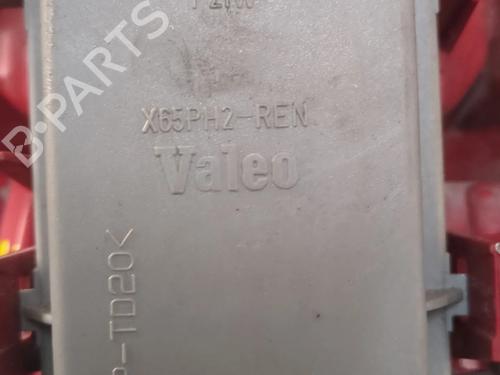 P21W
X65PH2-REN
Valeo
P-TD20<
B-PARTS